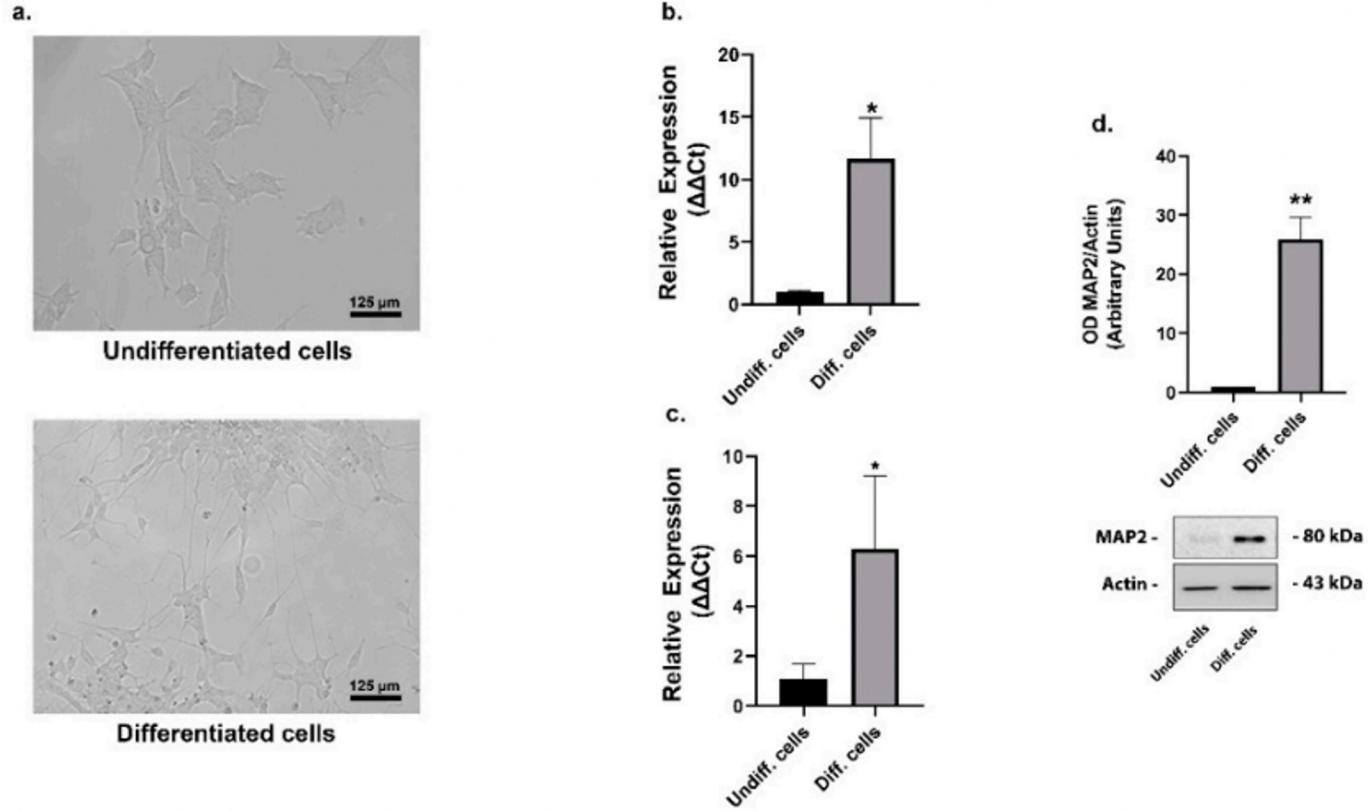 a.
125 µm
Undifferentiated cells
125 µm
Differentiated cells
b.
Relative Expression
(ΔΔCt)
20
15
10
5
0
*
Undiff. cells
Diff. cells
c.
Relative Expression
(ΔΔCt)
10
8
6
4
2
0
*
Undiff. cells
Diff. cells
d.
OD MAP2/Actin
(Arbitrary Units)
40
30
20
10
0
**
Undiff. cells
Diff. cells
MAP2 - - 80 kDa
Actin - - 43 kDa
Undiff. cells
Diff. cells